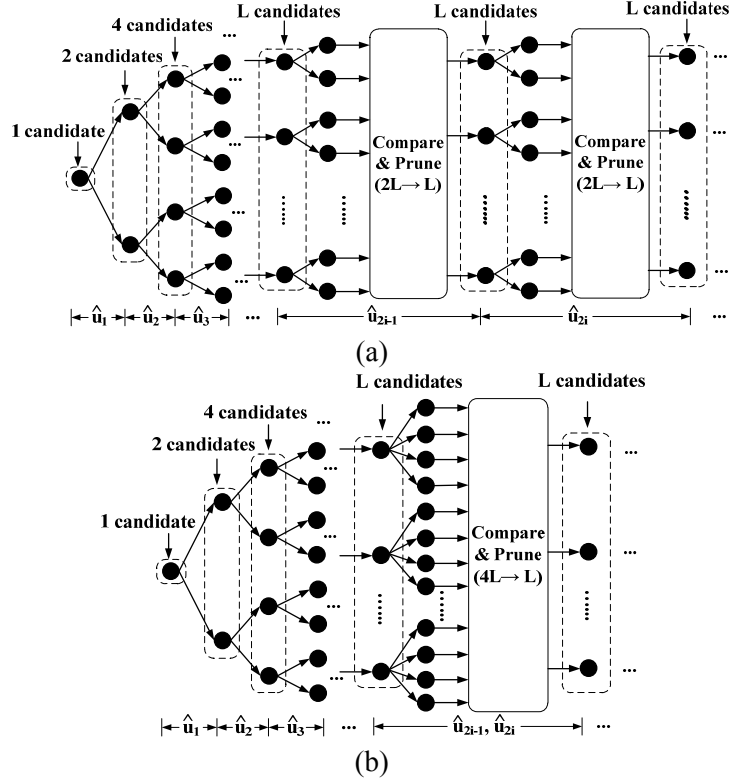 4 candidates
...
L candidates
L candidates
L candidates
...
2 candidates
1 candidate
Compare
& Prune
(2L→ L)
Compare
& Prune
(2L→ L)
û1
û2
û3
...
û2i-1
û2i
...
(a)
L candidates
L candidates
4 candidates
...
2 candidates
1 candidate
Compare
& Prune
(4L→ L)
û1
û2
û3
...
û2i-1, û2i
...
(b)